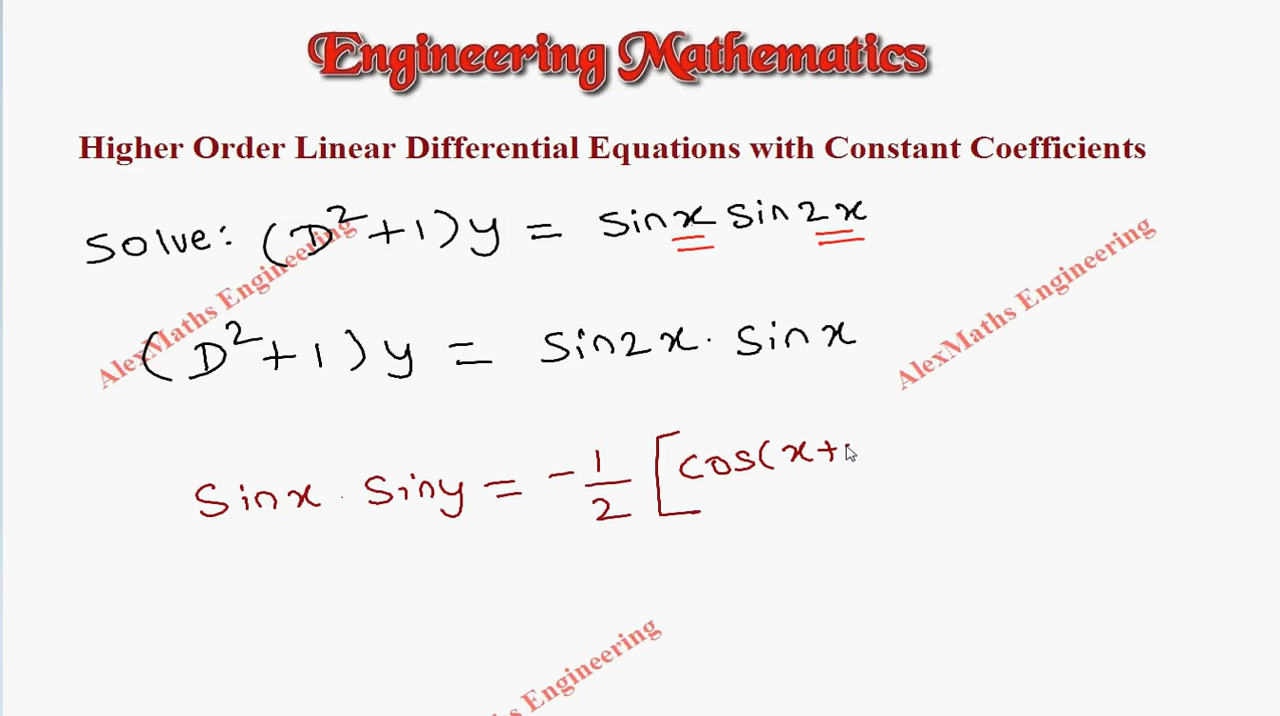 Engineering Mathematics
Higher Order Linear Differential Equations with Constant Coefficients
Solve: (D²+1)y = sinx sin2x
(D²+1)y = sin2x · sinx
Sinx · Siny = -1/2 [cos(x+
AlexMaths Engineering
AlexMaths Engineering
hs Engineering